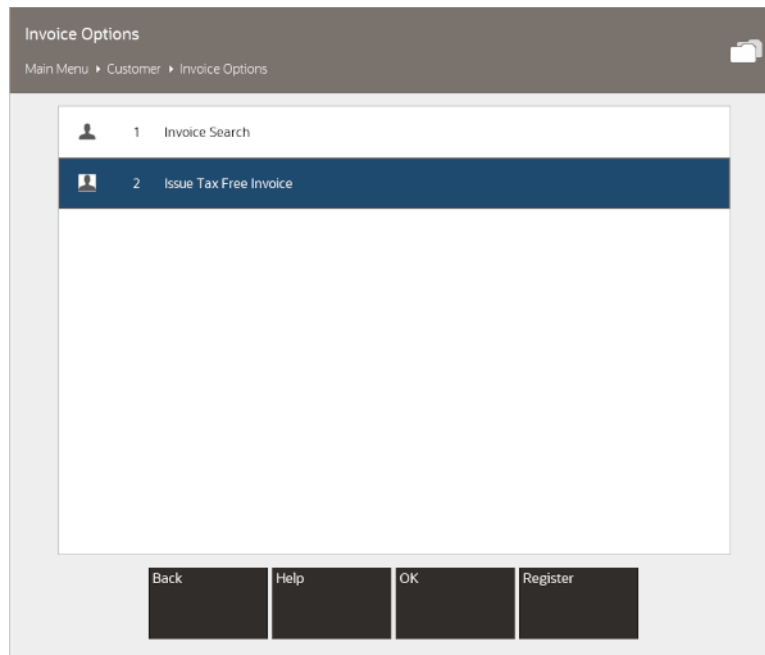 Invoice Options
Main Menu ▸ Customer ▸ Invoice Options
1 Invoice Search
2 Issue Tax Free Invoice
Back Help OK Register